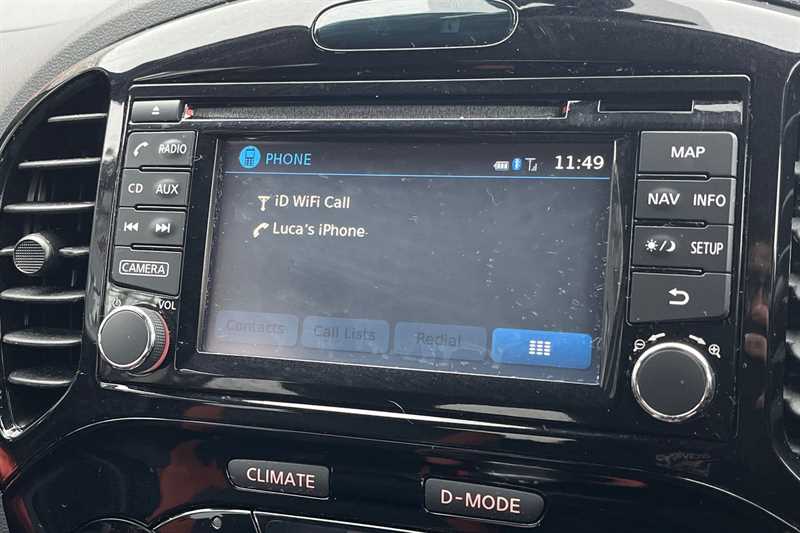 PHONE
11:49
iD WiFi Call
Luca's iPhone
Contacts Call Lists Redial
RADIO
CD AUX
CAMERA
VOL
MAP
NAV INFO
SETUP
CLIMATE
D-MODE